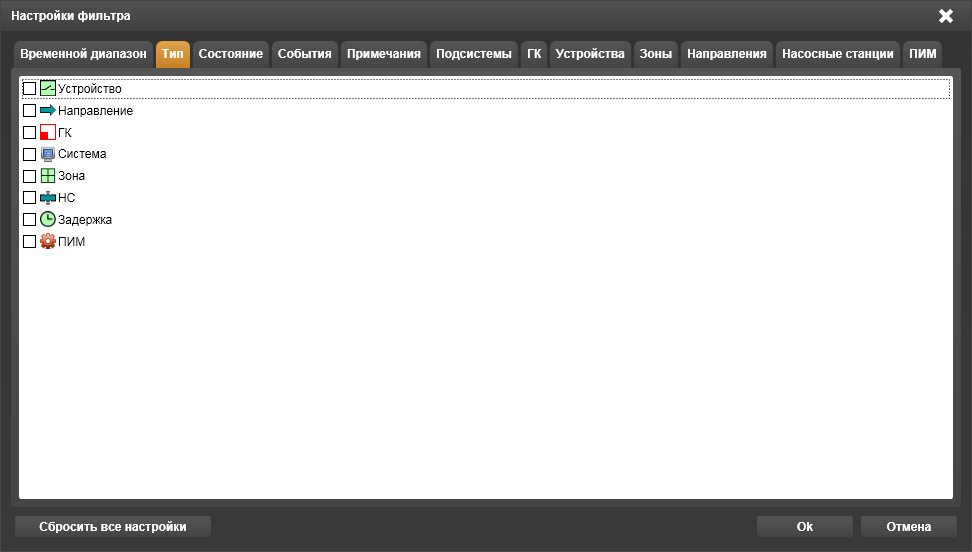 Настройки фильтра
Временной диапазон Тип Состояние События Примечания Подсистемы ГК Устройства Зоны Направления Насосные станции ПИМ
Устройство
Направление
ГК
Система
Зона
НС
Задержка
ПИМ
Сбросить все настройки Ok Отмена